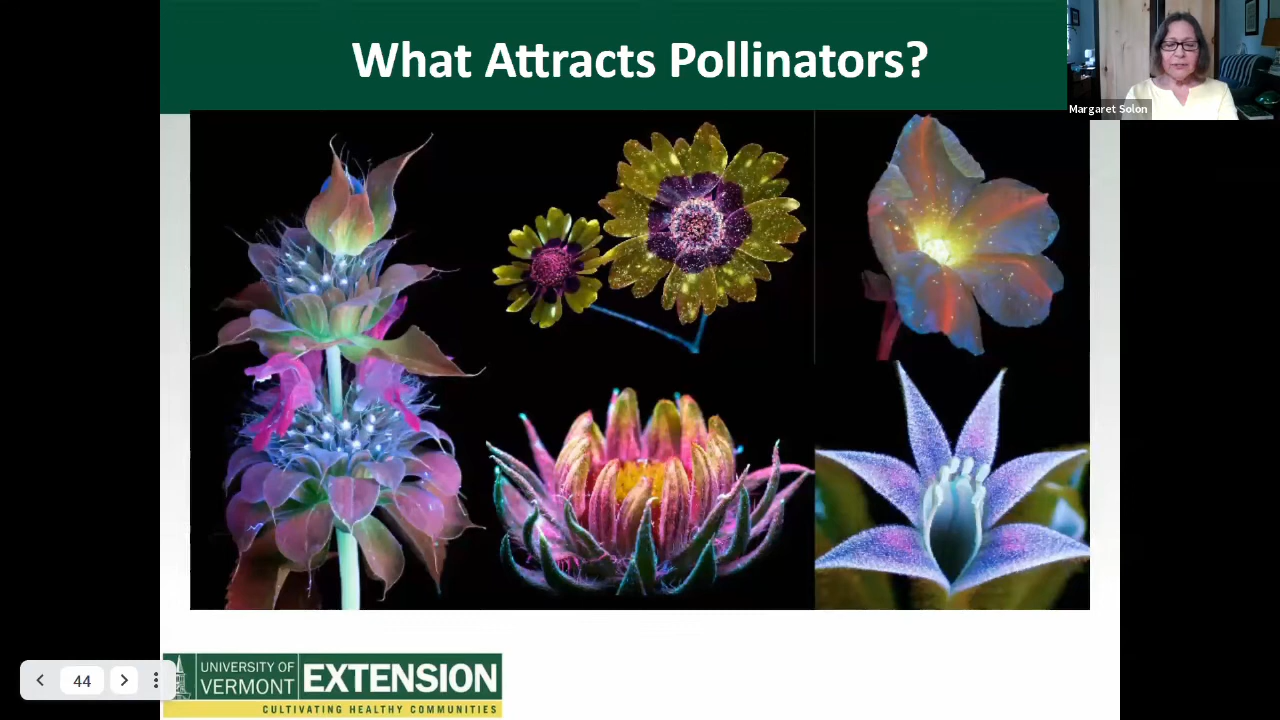 What Attracts Pollinators?
Margaret Solon
44
UNIVERSITY OF
VERMONT
EXTENSION
CULTIVATING HEALTHY COMMUNITIES